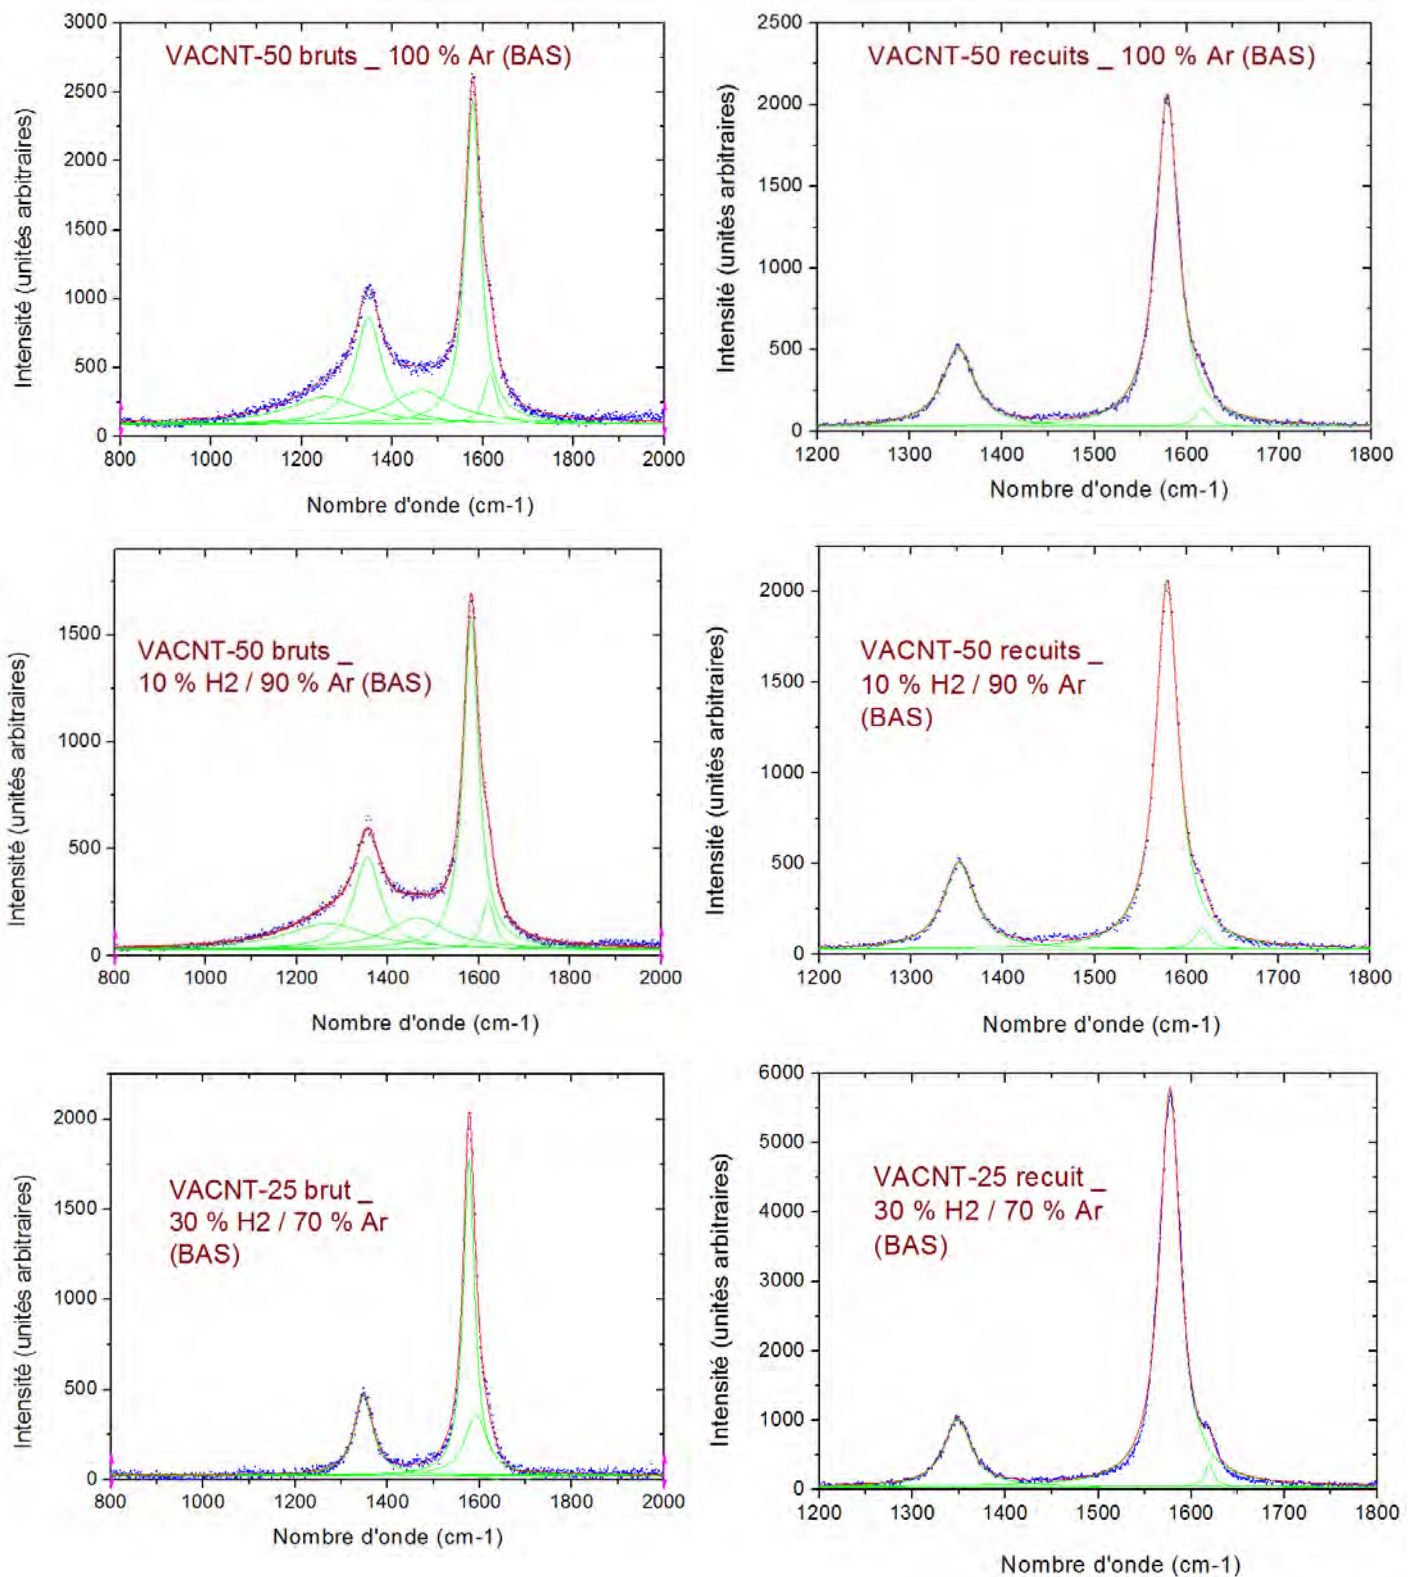 VACNT-50 bruts _ 100 % Ar (BAS)
Intensité (unités arbitraires)
3000
2500
2000
1500
1000
500
0
800 1000 1200 1400 1600 1800 2000
Nombre d'onde (cm-1)
VACNT-50 recuits _ 100 % Ar (BAS)
Intensité (unités arbitraires)
2500
2000
1500
1000
500
0
1200 1300 1400 1500 1600 1700 1800
Nombre d'onde (cm-1)
VACNT-50 bruts _
10 % H2 / 90 % Ar (BAS)
Intensité (unités arbitraires)
1500
1000
500
0
800 1000 1200 1400 1600 1800 2000
Nombre d'onde (cm-1)
VACNT-50 recuits _
10 % H2 / 90 % Ar
(BAS)
Intensité (unités arbitraires)
2000
1500
1000
500
0
1200 1300 1400 1500 1600 1700 1800
Nombre d'onde (cm-1)
VACNT-25 brut _
30 % H2 / 70 % Ar
(BAS)
Intensité (unités arbitraires)
2000
1500
1000
500
0
800 1000 1200 1400 1600 1800 2000
Nombre d'onde (cm-1)
VACNT-25 recuit _
30 % H2 / 70 % Ar
(BAS)
Intensité (unités arbitraires)
6000
5000
4000
3000
2000
1000
0
1200 1300 1400 1500 1600 1700 1800
Nombre d'onde (cm-1)